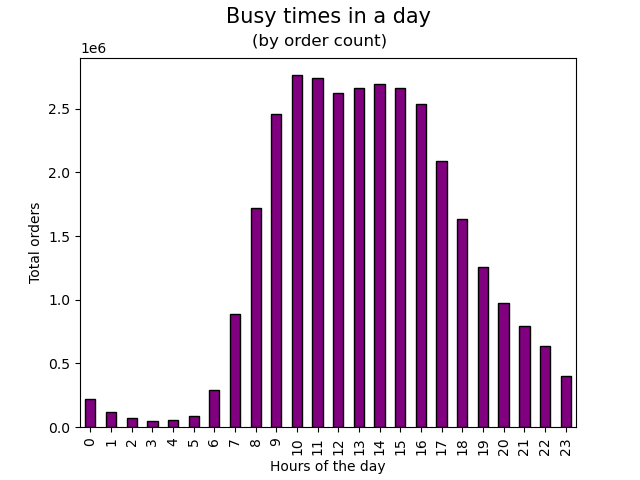 Busy times in a day
(by order count)
1e6
2.5
2.0
1.5
1.0
0.5
0.0
Total orders
0 1 2 3 4 5 6 7 8 9 10 11 12 13 14 15 16 17 18 19 20 21 22 23
Hours of the day